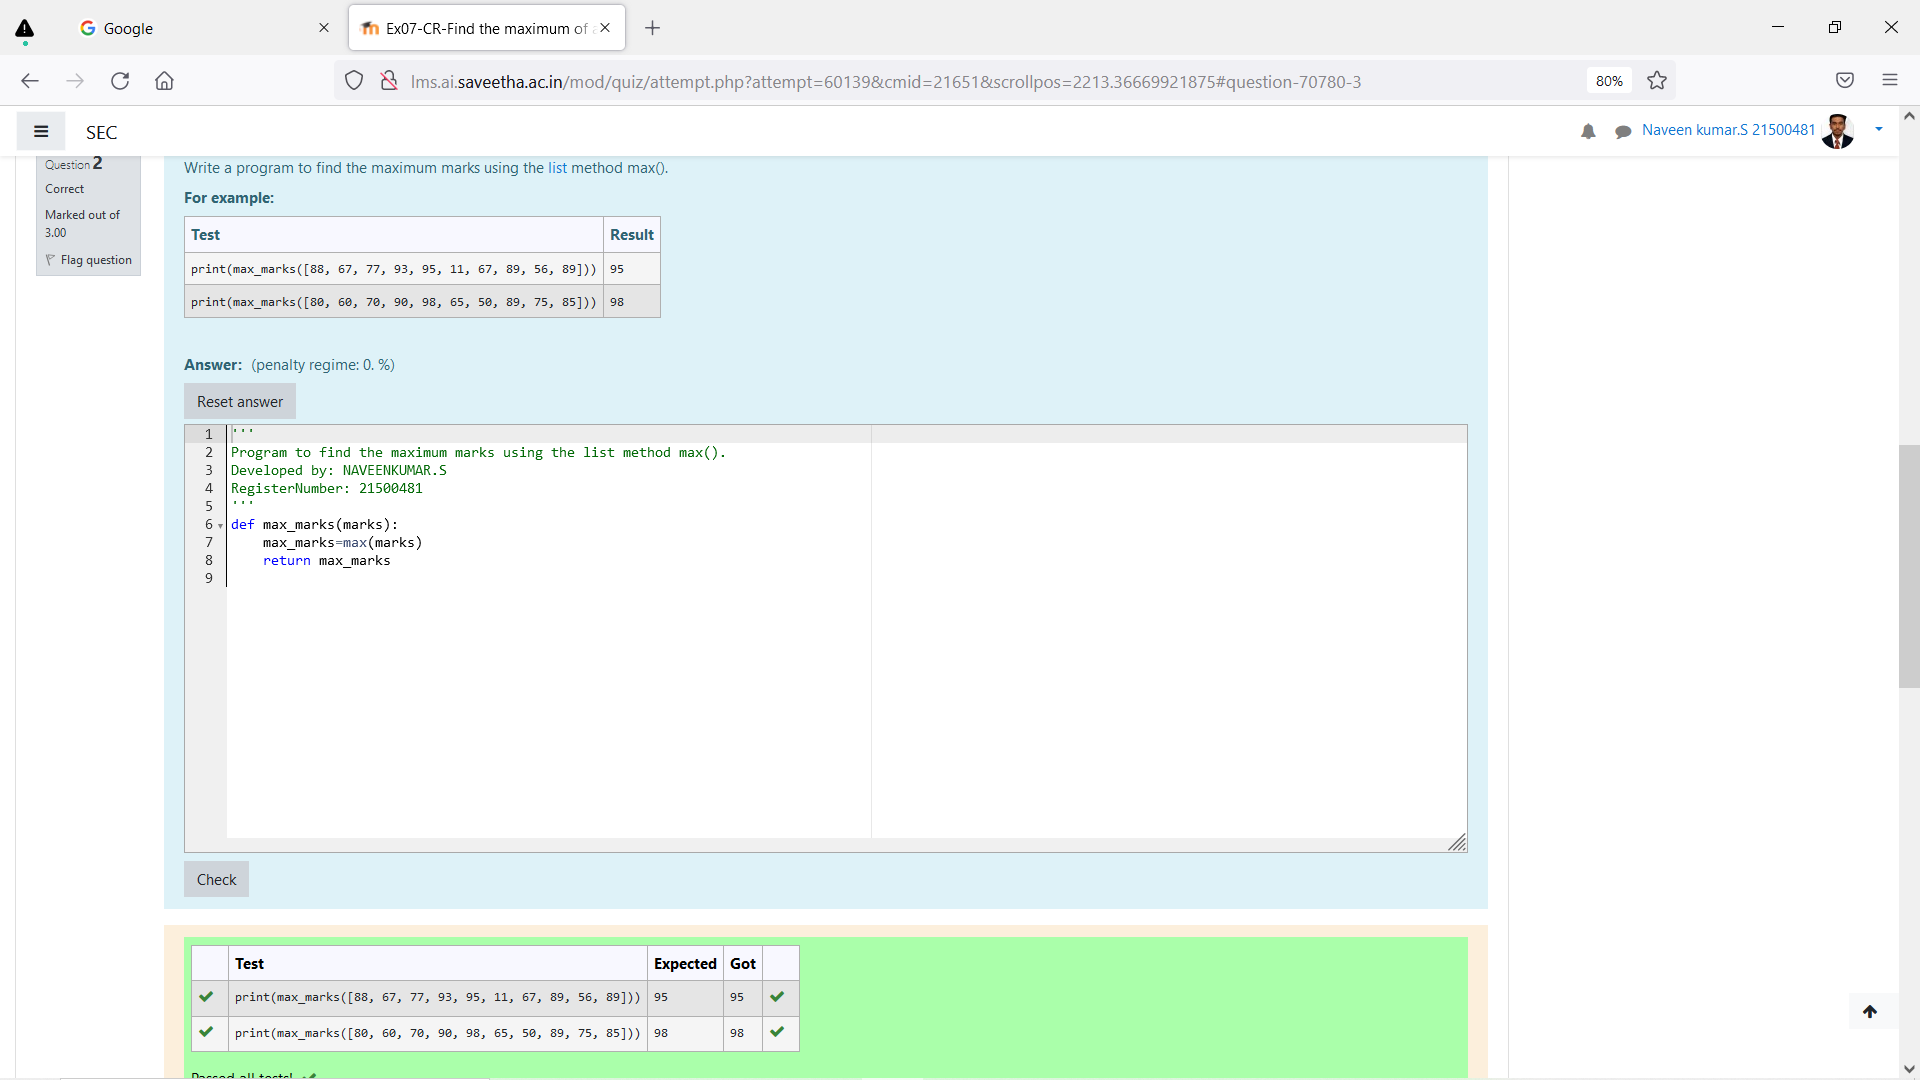 Google
Ex07-CR-Find the maximum of a
lms.ai.saveetha.ac.in/mod/quiz/attempt.php?attempt=60139&cmid=21651&scrollpos=2213.36669921875#question-70780-3
80%
SEC
Naveen kumar.S 21500481
Question 2
Correct
Marked out of
3.00
Flag question
Write a program to find the maximum marks using the list method max().
For example:
Test Result
print(max_marks([88, 67, 77, 93, 95, 11, 67, 89, 56, 89])) 95
print(max_marks([80, 60, 70, 90, 98, 65, 50, 89, 75, 85])) 98
Answer: (penalty regime: 0. %)
Reset answer
1 '''
2 Program to find the maximum marks using the list method max().
3 Developed by: NAVEENKUMAR.S
4 RegisterNumber: 21500481
5 '''
6 def max_marks(marks):
7     max_marks=max(marks)
8     return max_marks
9
Check
Test Expected Got
print(max_marks([88, 67, 77, 93, 95, 11, 67, 89, 56, 89])) 95 95
print(max_marks([80, 60, 70, 90, 98, 65, 50, 89, 75, 85])) 98 98
Passed all tests!